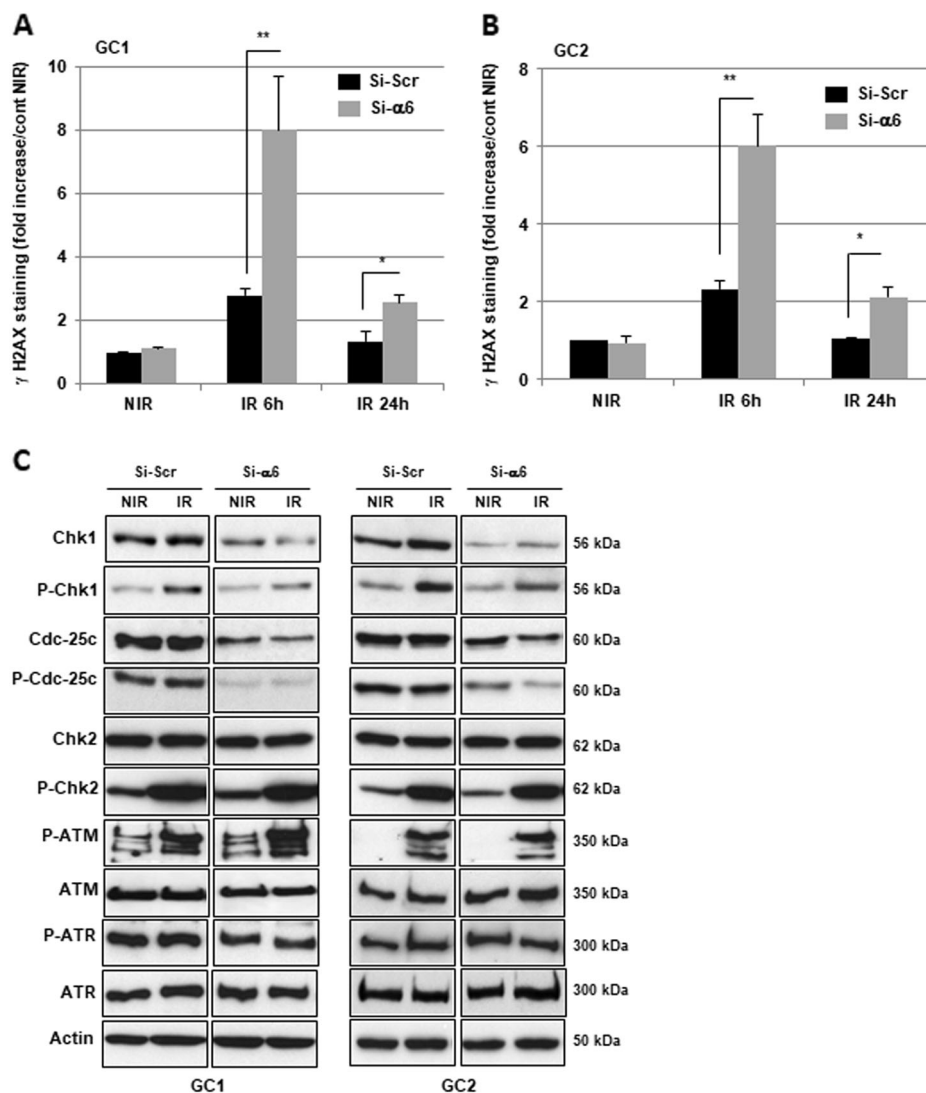 A
GC1
γ H2AX staining (fold increase/cont NIR)
10
8
6
4
2
0
**
*
Si-Scr
Si-α6
NIR IR 6h IR 24h
B
GC2
γ H2AX staining (fold increase/cont NIR)
8
6
4
2
0
**
*
Si-Scr
Si-α6
NIR IR 6h IR 24h
C
Si-Scr Si-α6 Si-Scr Si-α6
NIR IR NIR IR NIR IR NIR IR
Chk1 56 kDa
P-Chk1 56 kDa
Cdc-25c 60 kDa
P-Cdc-25c 60 kDa
Chk2 62 kDa
P-Chk2 62 kDa
P-ATM 350 kDa
ATM 350 kDa
P-ATR 300 kDa
ATR 300 kDa
Actin 50 kDa
GC1 GC2